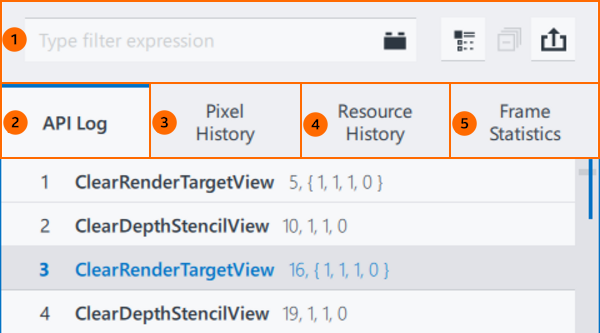 1 Type filter expression
2 API Log 3 Pixel History 4 Resource History 5 Frame Statistics
1 ClearRenderTargetView 5, { 1, 1, 1, 0 }
2 ClearDepthStencilView 10, 1, 1, 0
3 ClearRenderTargetView 16, { 1, 1, 1, 0 }
4 ClearDepthStencilView 19, 1, 1, 0